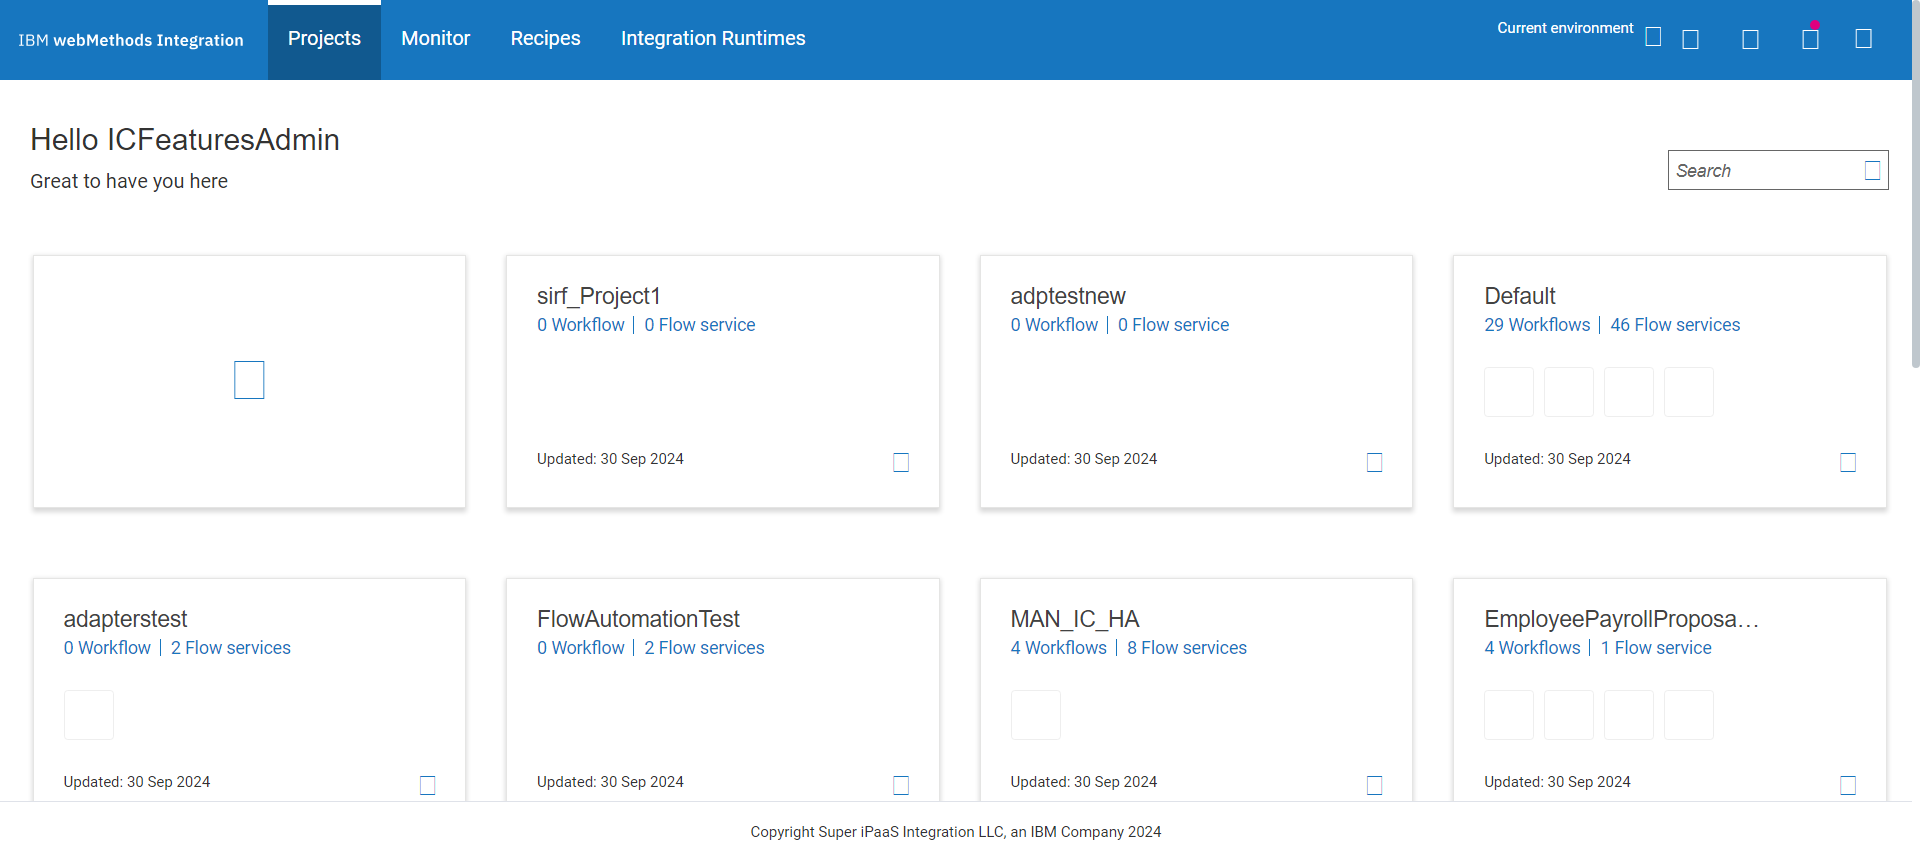 IBM webMethods Integration
Projects
Monitor
Recipes
Integration Runtimes
Current environment
Hello ICFeaturesAdmin
Great to have you here
Search
sirf_Project1
0 Workflow | 0 Flow service
Updated: 30 Sep 2024
adptestnew
0 Workflow | 0 Flow service
Updated: 30 Sep 2024
Default
29 Workflows | 46 Flow services
Updated: 30 Sep 2024
adapterstest
0 Workflow | 2 Flow services
Updated: 30 Sep 2024
FlowAutomationTest
0 Workflow | 2 Flow services
Updated: 30 Sep 2024
MAN_IC_HA
4 Workflows | 8 Flow services
Updated: 30 Sep 2024
EmployeePayrollProposa...
4 Workflows | 1 Flow service
Updated: 30 Sep 2024
Copyright Super iPaaS Integration LLC, an IBM Company 2024